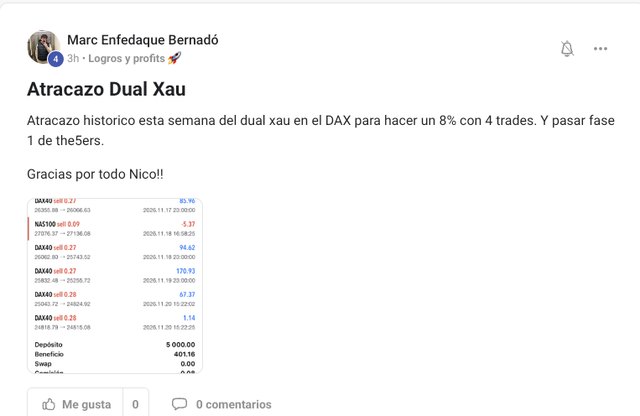 Marc Enfedaque Bernadó
4
3h • Logros y profits 🚀
Atracazo Dual Xau
Atracazo historico esta semana del dual xau en el DAX para hacer un 8% con 4 trades. Y pasar fase
1 de the5ers.
Gracias por todo Nico!!
DAX40 sell 0.27 85.96
26355.88 → 26066.63 2026.11.17 23:00:00
NAS100 sell 0.09 -5.37
27076.37 → 27136.08 2026.11.18 16:58:25
DAX40 sell 0.27 94.62
26062.80 → 25743.52 2026.11.18 23:00:00
DAX40 sell 0.27 170.93
25832.48 → 25255.72 2026.11.19 23:00:00
DAX40 sell 0.28 67.37
25043.72 → 24824.92 2026.11.20 15:22:02
DAX40 sell 0.28 1.14
24818.79 → 24815.08 2026.11.20 15:22:25
Depósito 5 000.00
Beneficio 401.16
Swap 0.00
Me gusta 0 0 comentarios